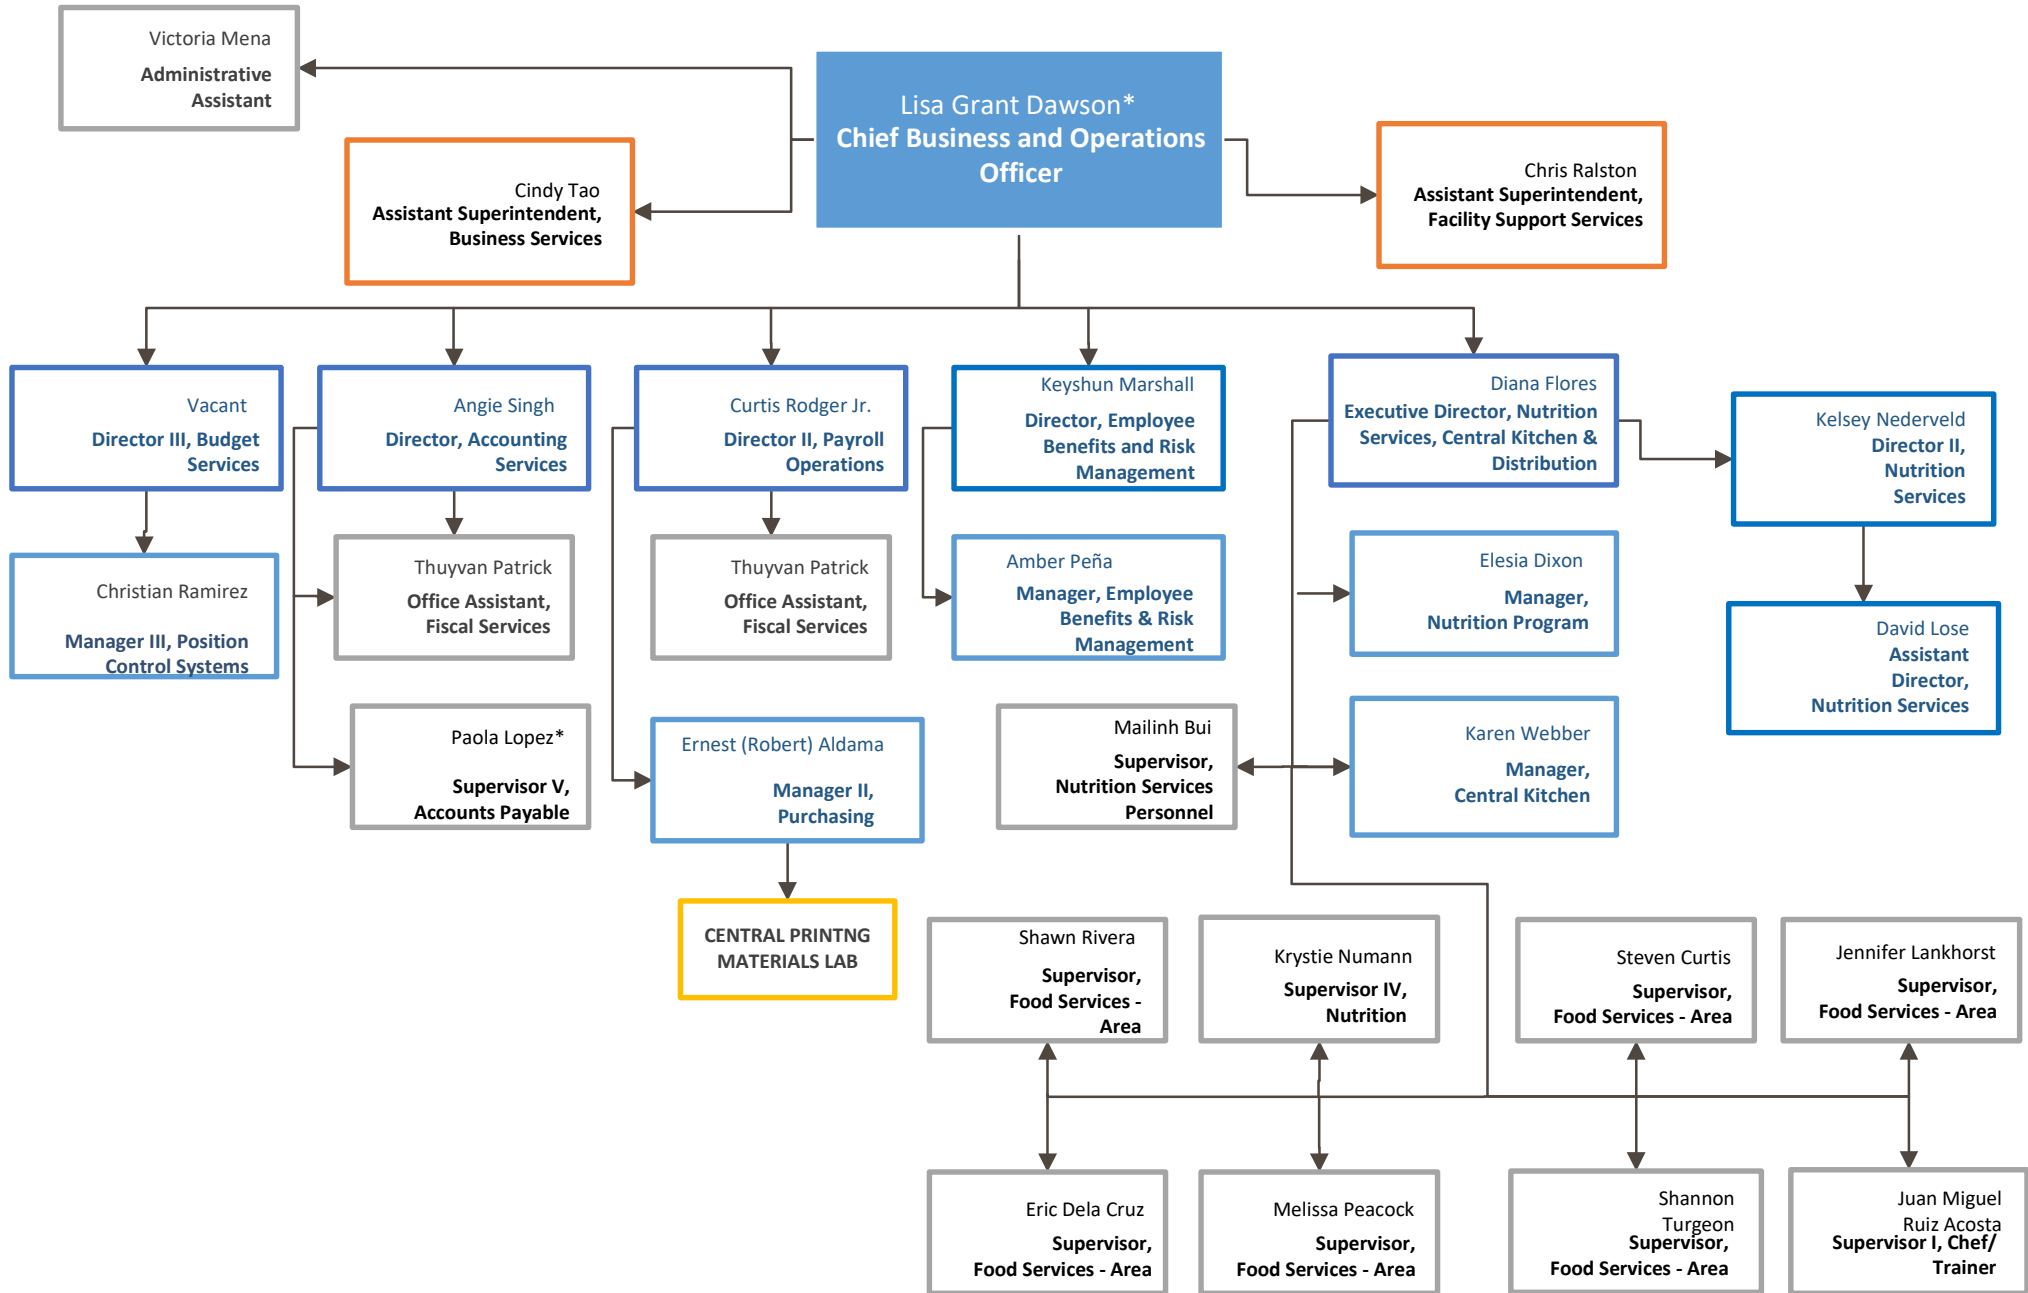 Victoria Mena
Administrative
Assistant
Lisa Grant Dawson*
Chief Business and Operations
Officer
Cindy Tao
Assistant Superintendent,
Business Services
Chris Ralston
Assistant Superintendent,
Facility Support Services
Vacant
Director III, Budget
Services
Angie Singh
Director, Accounting
Services
Curtis Rodger Jr.
Director II, Payroll
Operations
Keyshun Marshall
Director, Employee
Benefits and Risk
Management
Diana Flores
Executive Director, Nutrition
Services, Central Kitchen &
Distribution
Kelsey Nederveld
Director II,
Nutrition
Services
Christian Ramirez
Manager III, Position
Control Systems
Thuyvan Patrick
Office Assistant,
Fiscal Services
Thuyvan Patrick
Office Assistant,
Fiscal Services
Amber Peña
Manager, Employee
Benefits & Risk
Management
Elesia Dixon
Manager,
Nutrition Program
David Lose
Assistant
Director,
Nutrition Services
Paola Lopez*
Supervisor V,
Accounts Payable
Ernest (Robert) Aldama
Manager II,
Purchasing
Mailinh Bui
Supervisor,
Nutrition Services
Personnel
Karen Webber
Manager,
Central Kitchen
CENTRAL PRINTNG
MATERIALS LAB
Shawn Rivera
Supervisor,
Food Services -
Area
Krystie Numann
Supervisor IV,
Nutrition
Steven Curtis
Supervisor,
Food Services - Area
Jennifer Lankhorst
Supervisor,
Food Services - Area
Eric Dela Cruz
Supervisor,
Food Services - Area
Melissa Peacock
Supervisor,
Food Services - Area
Shannon
Turgeon
Supervisor,
Food Services - Area
Juan Miguel
Ruiz Acosta
Supervisor I, Chef/
Trainer